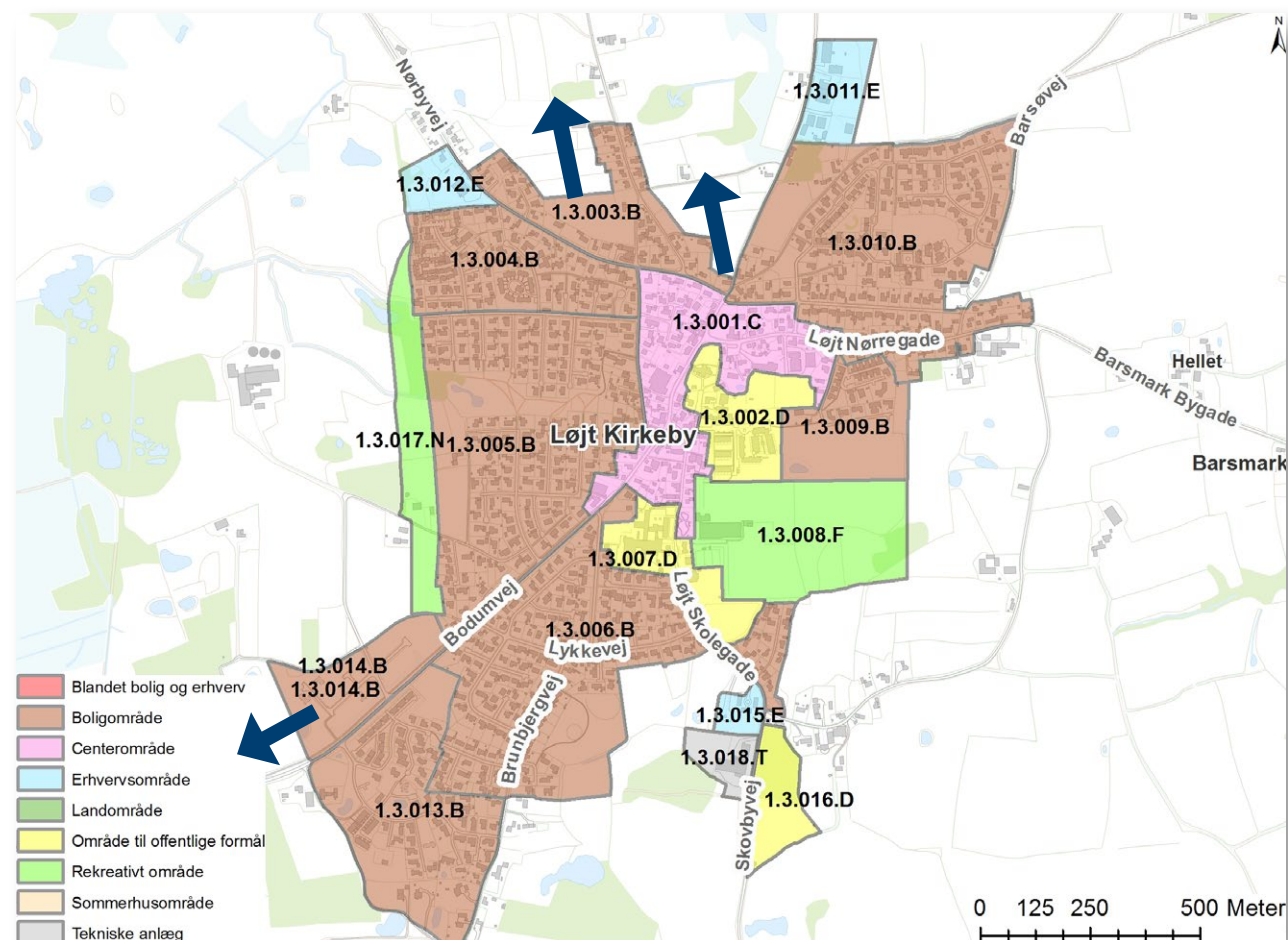 N
Nørbyvej
1.3.011.E
Barsøvej
1.3.012.E
1.3.003.B
1.3.004.B
1.3.010.B
1.3.001.C
Løjt Nørregade
Barsmark Bygade
Hellet
1.3.002.D
1.3.009.B
1.3.017.N
1.3.005.B
Løjt Kirkeby
Barsmark
1.3.008.F
1.3.007.D
Løjt Skolegade
Bodumvej
1.3.006.B
Lykkevej
1.3.014.B
1.3.014.B
Brunbjergvej
1.3.015.E
1.3.018.T
1.3.016.D
1.3.013.B
Skovbyvej
Blandet bolig og erhverv
Boligområde
Centerområde
Erhvervsområde
Landområde
Område til offentlige formål
Rekreativt område
Sommerhusområde
Tekniske anlæg
0 125 250 500 Meter